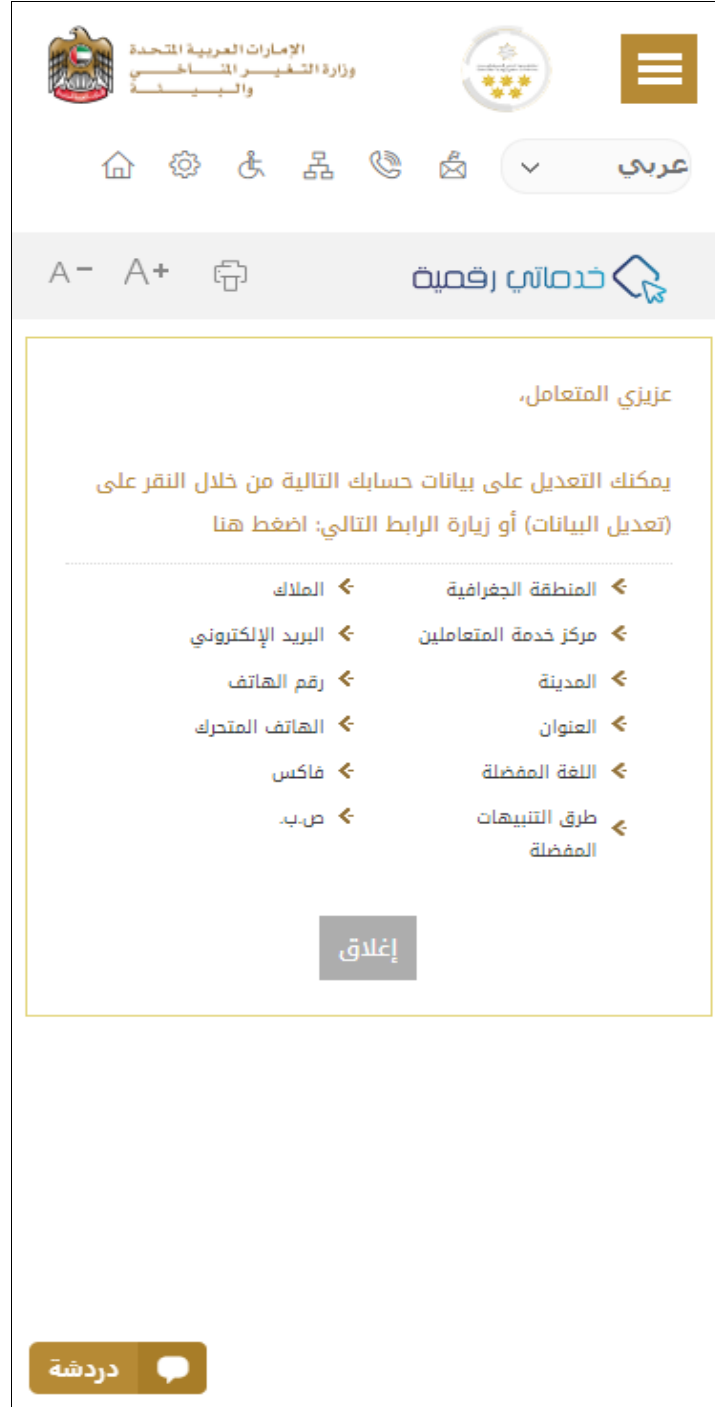 الإمارات العربية المتحدة
وزارة التغير المناخي
والبيئة
عربي
A- A+
خدماتي رقمية
عزيزي المتعامل،
يمكنك التعديل على بيانات حسابك التالية من خلال النقر على
(تعديل البيانات) أو زيارة الرابط التالي: اضغط هنا
المنطقة الجغرافية
الملاك
مركز خدمة المتعاملين
البريد الإلكتروني
المدينة
رقم الهاتف
العنوان
الهاتف المتحرك
اللغة المفضلة
فاكس
طرق التنبيهات
المفضلة
ص.ب.
إغلاق
دردشة